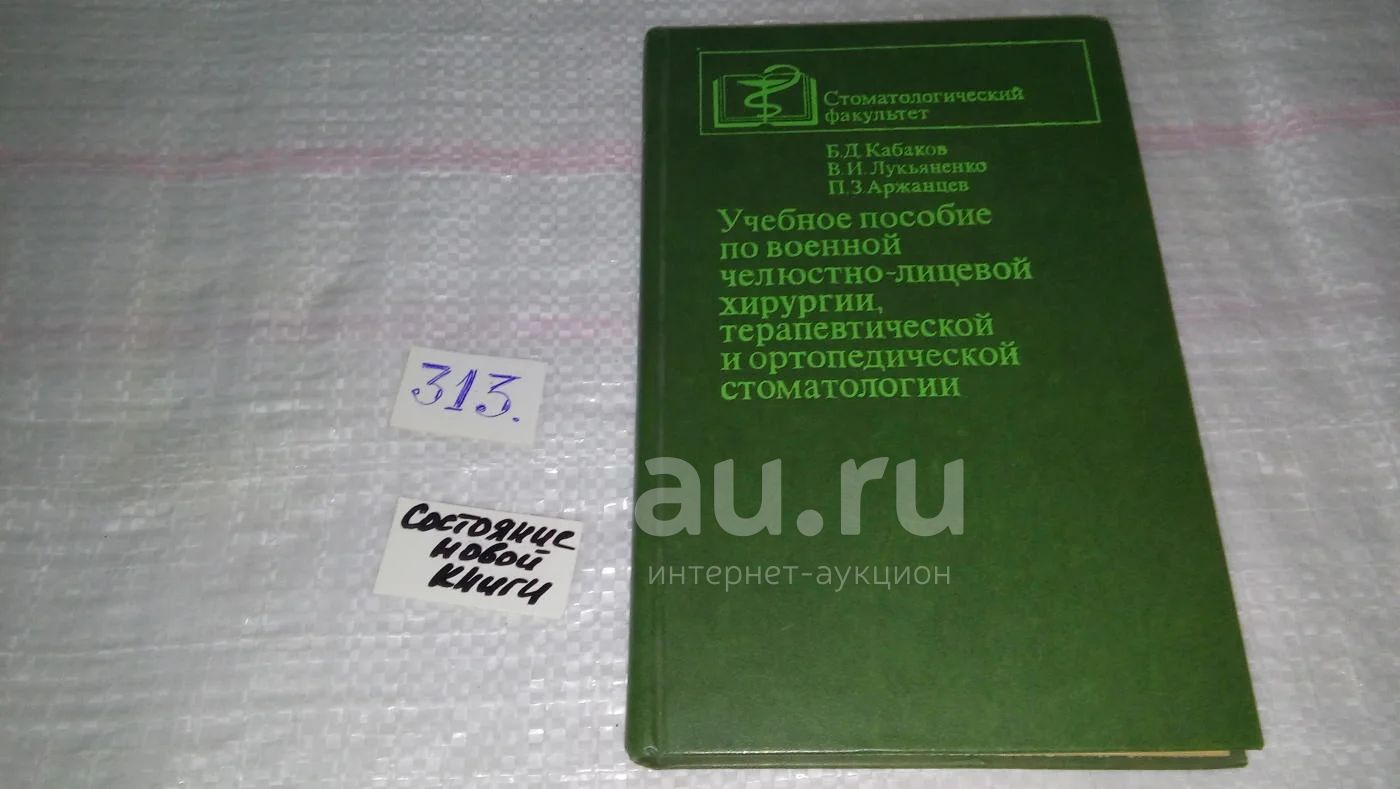 Стоматологический
факультет
Б.Д. Кабаков
В.И. Лукьяненко
П.З. Аржанцев
Учебное пособие
по военной
челюстно-лицевой
хирургии,
терапевтической
и ортопедической
стоматологии
313.
Состояние
новой
книги
au.ru
интернет-аукцион